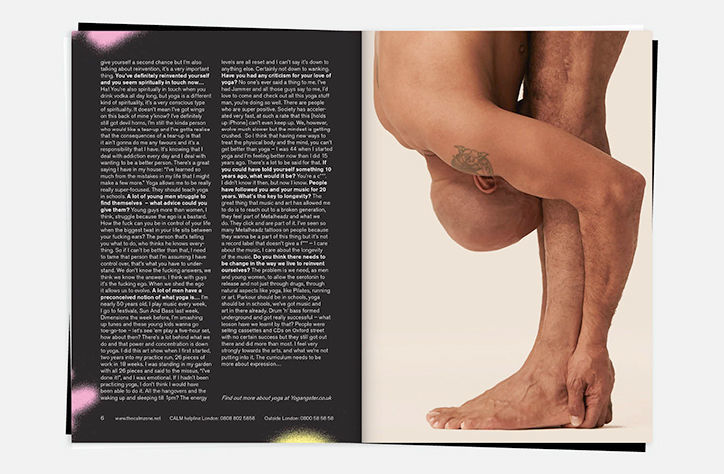 give yourself a second chance but I'm also
talking about reinvention, it's a very important
thing. You've definitely reinvented yourself
and you seem spiritually in touch now…
Ha! You're also spiritually in touch when you
drink vodka all day long, but yoga is a different
kind of spirituality, it's a very conscious type
of spirituality. It doesn't mean I've got wings
on this back of mine y'know? I've definitely
still got devil horns, I'm still the kinda person
who would like a tear-up and I've gotta realise
that the consequences of a tear-up is that
it ain't gonna do me any favours and it's a
responsibility that I have. It's knowing that I
deal with addiction every day and I deal with
wanting to be a better person. There's a great
saying I have in my house: "I've learned so
much from the mistakes in my life that I might
make a few more." Yoga allows me to be really
really super-focused. They should teach yoga
in schools. A lot of young men struggle to
find themselves – what advice could you
give them? Young guys more than women, I
think, struggle because the ego is a bastard.
How the fuck can you be in control of your life
when the biggest twat in your life sits between
your fucking ears? The person that's telling
you what to do, who thinks he knows every-
thing. So if I can't be better than that, I need
to tame that person that I'm assuming I have
control over, that's what you have to under-
stand. We don't know the fucking answers, we
think we know the answers. I think with guys
it's the fucking ego. When we shed the ego
it allows us to evolve. A lot of men have a
preconceived notion of what yoga is… I'm
nearly 50 years old, I play music every week,
I go to festivals, Sun And Bass last week,
Dimensions the week before, I'm smashing
up tunes and these young kids wanna go
toe-to-toe – let's see 'em play a five-hour set,
how about them? There's a lot behind what we
do and that power and concentration is down
to yoga. I did this art show when I first started,
two years into my practice run, 26 pieces of
work in 18 weeks. I was standing in my garden
with all 26 pieces and said to the missus, "I've
done it!", and I was emotional. If I hadn't been
practicing yoga, I don't think I would have
been able to do it. All the hangovers and the
waking up and sleeping till 1pm? The energy
levels are all reset and I can't say it's down to
anything else. Certainly not down to wanking.
Have you had any criticism for your love of
yoga? No one's ever said a thing to me, I've
had Jammer and all those guys say to me, I'd
love to come and check out all this yoga stuff
man, you're doing so well. There are people
who are super positive. Society has acceler-
ated very fast, at such a rate that this [holds
up iPhone] can't even keep up. We, however,
evolve much slower but the mindset is getting
crushed. So I think that having new ways to
treat the physical body and the mind, you can't
get better than yoga – I was 44 when I started
yoga and I'm feeling better now than I did 15
years ago. There's a lot to be said for that. If
you could have told yourself something 10
years ago, what would it be? You're a c***.
I didn't know it then, but now I know. People
have followed you and your music for 20
years. What's the key to longevity? The
great thing that music and art has allowed me
to do is to reach out to a broken generation,
they feel part of Metalheadz and what we
do. They click and are part of it. I've seen so
many Metalheadz tattoos on people because
they wanna be a part of this thing but it's not
a record label that doesn't give a f*** – I care
about the music, I care about the longevity
of the music. Do you think there needs to
be change in the way we live to reinvent
ourselves? The problem is we need, as men
and young women, to allow the serotonin to
release and not just through drugs, through
natural aspects like yoga, like Pilates, running
or art. Parkour should be in schools, yoga
should be in schools, we've got music and
art in there already. Drum 'n' bass formed
underground and got really successful – what
lesson have we learnt by that? People were
selling cassettes and CDs on Oxford street
with no certain success but they still got out
there and did more than most. I feel very
strongly towards the arts, and what we're not
putting into it. The curriculum needs to be
more about expression…
Find out more about yoga at Yogangster.co.uk
6 www.thecalmzone.net CALM helpline London: 0808 802 5858 Outside London: 0800 58 58 58